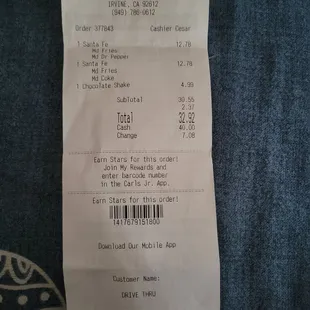 IRVINE, CA 92612
(949) 786-0612
Order 377843 Cashier Cesar
1 Santa Fe 12.78
Md Fries
Md Dr Pepper
1 Santa Fe 12.78
Md Fries
Md Coke
1 Chocolate Shake 4.99
Subtotal 30.55
2.37
Total 32.92
Cash 40.00
Change 7.08
Earn Stars for this order!
Join My Rewards and
enter barcode number
in the Carls Jr. App.
Earn Stars for this order!
1417679151800
Download Our Mobile App
Customer Name:
DRIVE THRU